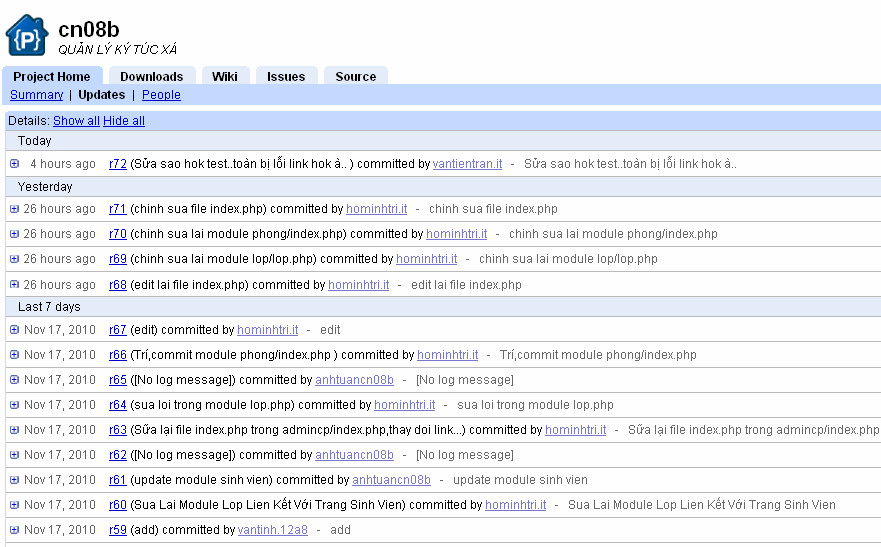 cn08b
QUẢN LÝ KÝ TÚC XÁ
Project Home Downloads Wiki Issues Source
Summary | Updates | People
Details: Show all Hide all
Today
4 hours ago r72 (Sửa sao hok test..toàn bị lỗi link hok à.. ) committed by vantientran.it - Sửa sao hok test..toàn bị lỗi link hok à..
Yesterday
26 hours ago r71 (chinh sua file index.php) committed by hominhtri.it - chinh sua file index.php
26 hours ago r70 (chinh sua lai module phong/index.php) committed by hominhtri.it - chinh sua lai module phong/index.php
26 hours ago r69 (chinh sua lai module lop/lop.php) committed by hominhtri.it - chinh sua lai module lop/lop.php
26 hours ago r68 (edit lai file index.php) committed by hominhtri.it - edit lai file index.php
Last 7 days
Nov 17, 2010 r67 (edit) committed by hominhtri.it - edit
Nov 17, 2010 r66 (Trí,commit module phong/index.php ) committed by hominhtri.it - Trí,commit module phong/index.php
Nov 17, 2010 r65 ([No log message]) committed by anhtuancn08b - [No log message]
Nov 17, 2010 r64 (sua loi trong module lop.php) committed by hominhtri.it - sua loi trong module lop.php
Nov 17, 2010 r63 (Sữa lại file index.php trong admincp/index.php,thay doi link...) committed by hominhtri.it - Sữa lại file index.php trong admincp/index.php
Nov 17, 2010 r62 ([No log message]) committed by anhtuancn08b - [No log message]
Nov 17, 2010 r61 (update module sinh vien) committed by anhtuancn08b - update module sinh vien
Nov 17, 2010 r60 (Sua Lai Module Lop Lien Kết Với Trang Sinh Vien) committed by hominhtri.it - Sua Lai Module Lop Lien Kết Với Trang Sinh Vien
Nov 17, 2010 r59 (add) committed by vantinh.12a8 - add